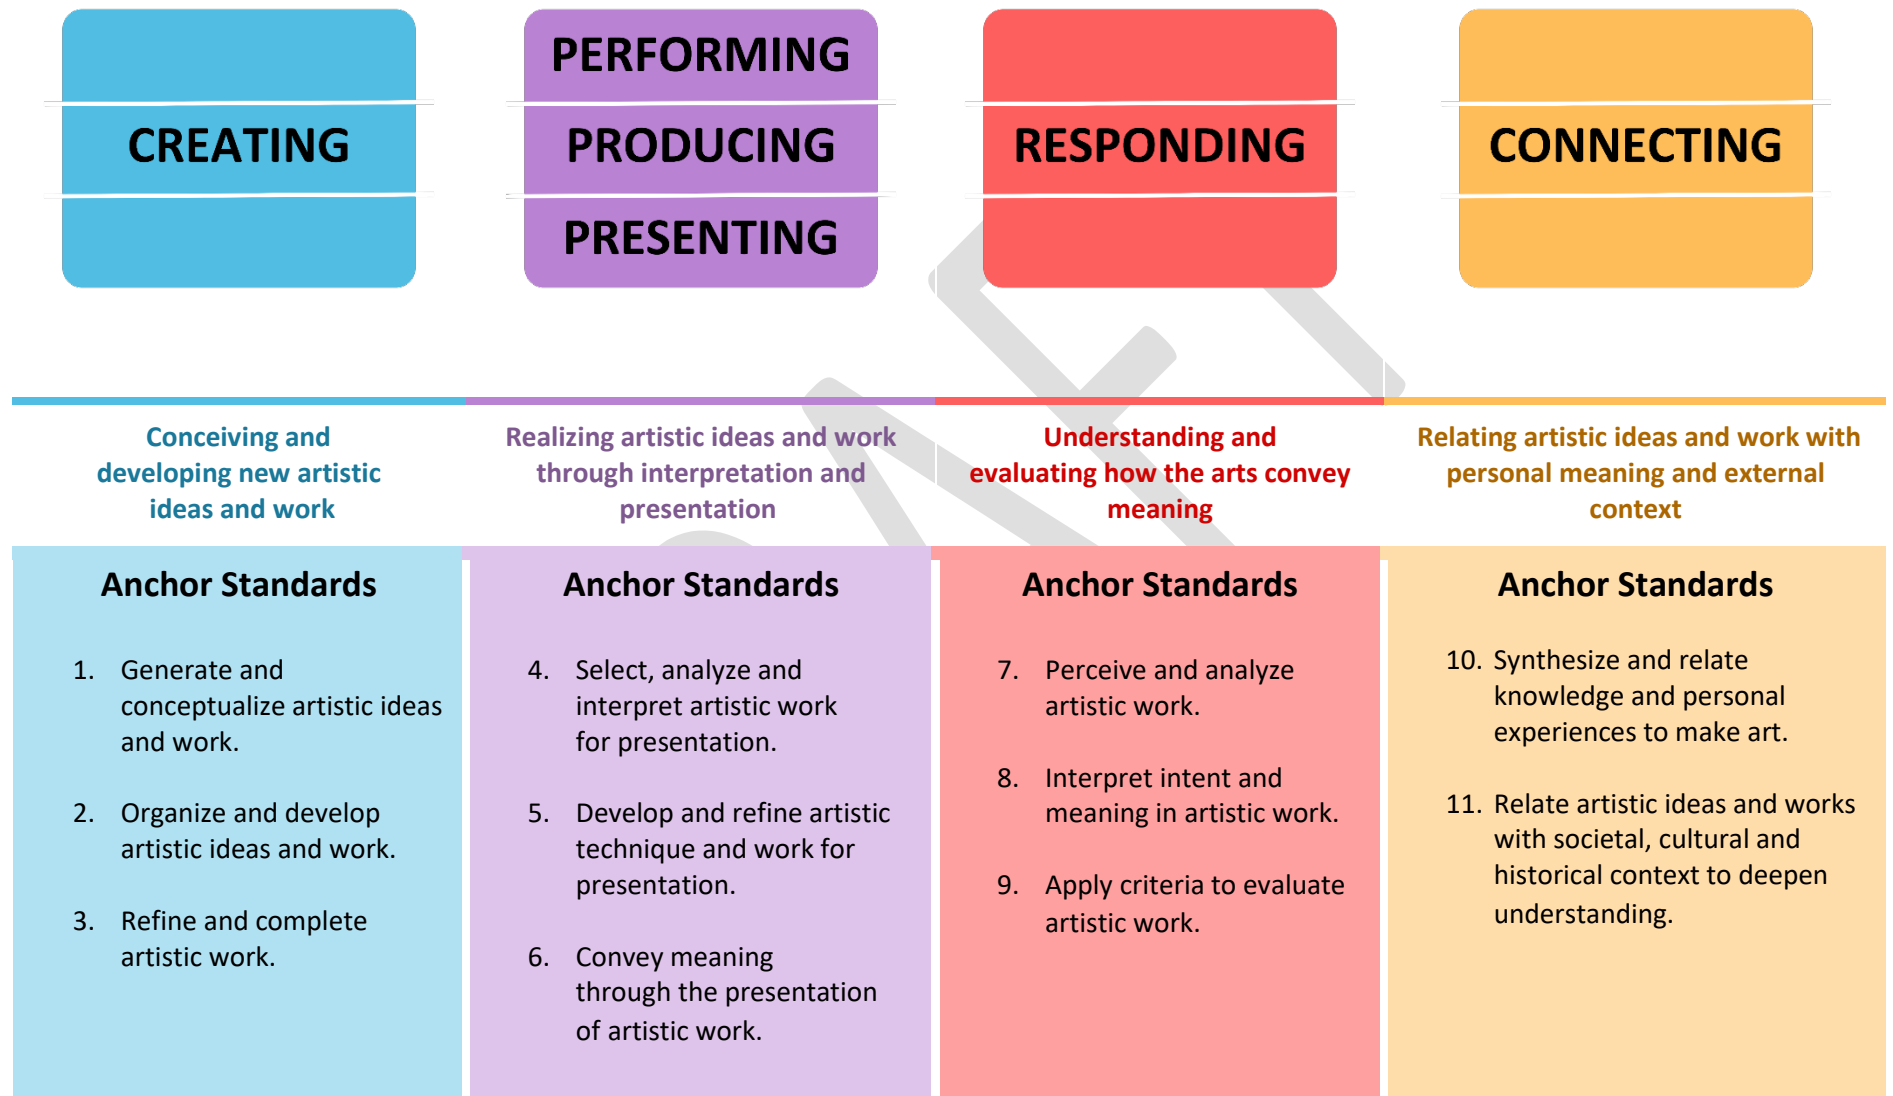 CREATING
PERFORMING
PRODUCING
PRESENTING
RESPONDING
CONNECTING
Conceiving and
developing new artistic
ideas and work
Realizing artistic ideas and work
through interpretation and
presentation
Understanding and
evaluating how the arts convey
meaning
Relating artistic ideas and work with
personal meaning and external
context
Anchor Standards
1. Generate and
conceptualize artistic ideas
and work.
2. Organize and develop
artistic ideas and work.
3. Refine and complete
artistic work.
Anchor Standards
4. Select, analyze and
interpret artistic work
for presentation.
5. Develop and refine artistic
technique and work for
presentation.
6. Convey meaning
through the presentation
of artistic work.
Anchor Standards
7. Perceive and analyze
artistic work.
8. Interpret intent and
meaning in artistic work.
9. Apply criteria to evaluate
artistic work.
Anchor Standards
10. Synthesize and relate
knowledge and personal
experiences to make art.
11. Relate artistic ideas and works
with societal, cultural and
historical context to deepen
understanding.